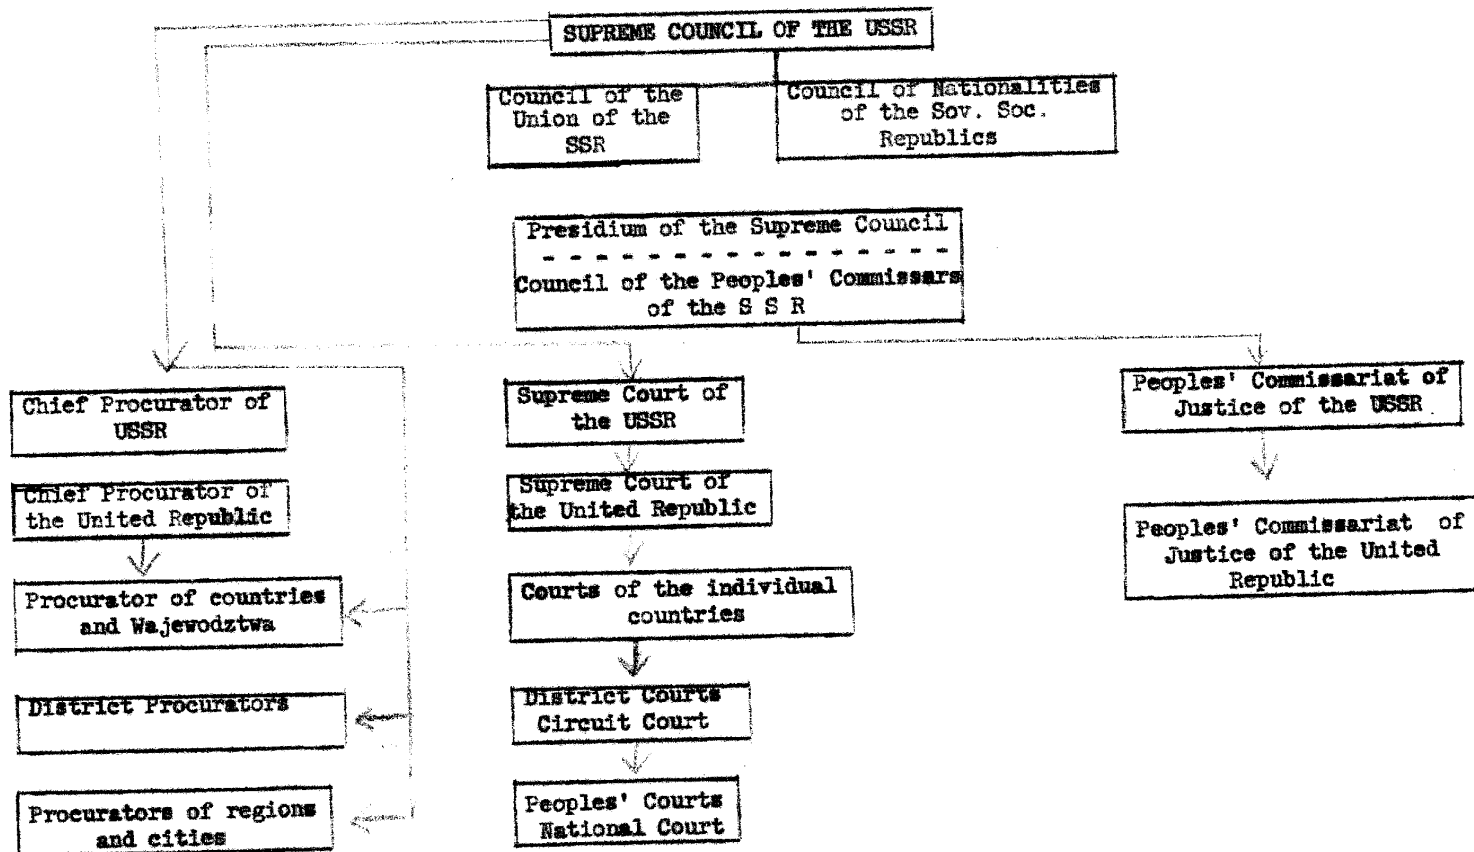 SUPREME COUNCIL OF THE USSR
Council of the
Union of the
SSR
Council of Nationalities
of the Sov. Soc.
Republics
Presidium of the Supreme Council
Council of the Peoples' Commissars
of the S S R
Chief Procurator of
USSR
Supreme Court of
the USSR
Peoples' Commissariat of
Justice of the USSR
Chief Procurator of
the United Republic
Supreme Court of
the United Republic
Peoples' Commissariat of
Justice of the United
Republic
Procurator of countries
and Wajewodztwa
Courts of the individual
countries
District Procurators
District Courts
Circuit Court
Procurators of regions
and cities
Peoples' Courts
National Court